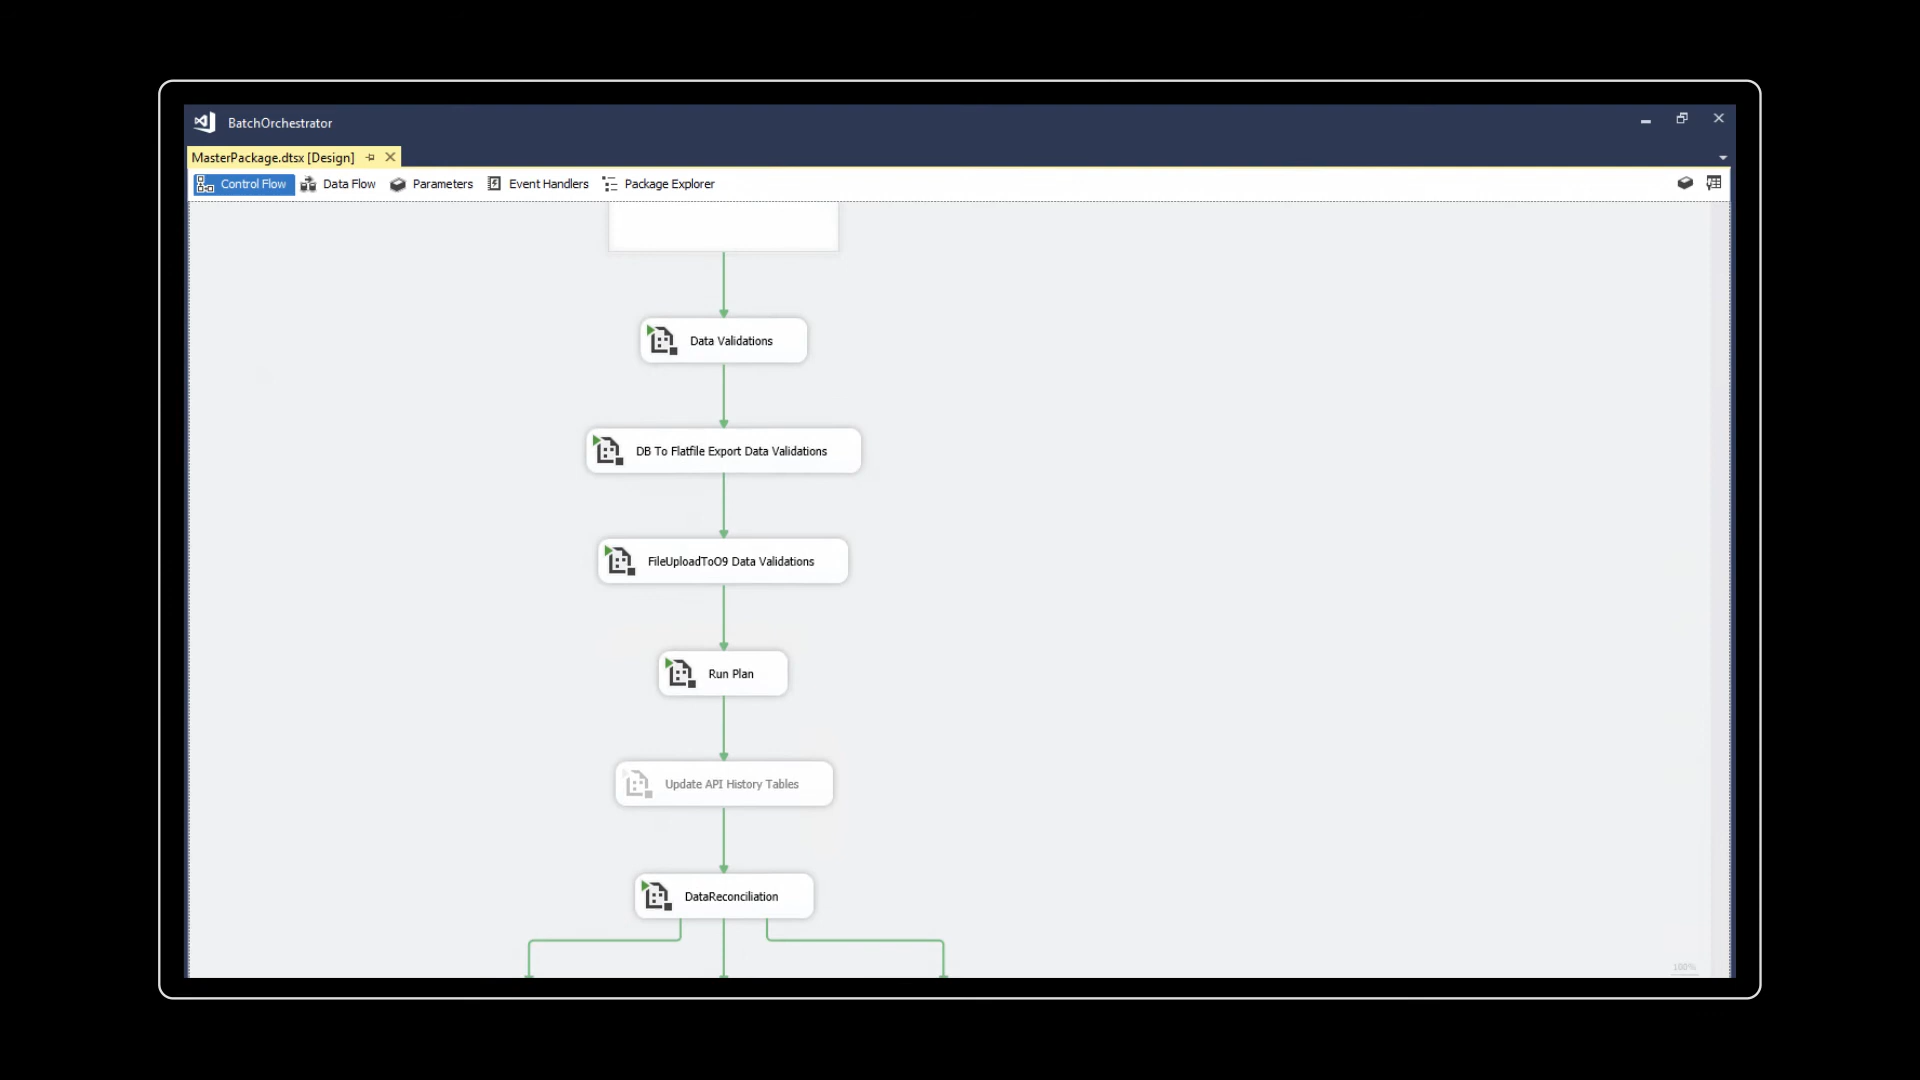 BatchOrchestrator
MasterPackage.dtsx [Design]
Control Flow
Data Flow
Parameters
Event Handlers
Package Explorer
Data Validations
DB To Flatfile Export Data Validations
FileUploadToO9 Data Validations
Run Plan
Update API History Tables
DataReconciliation
100%